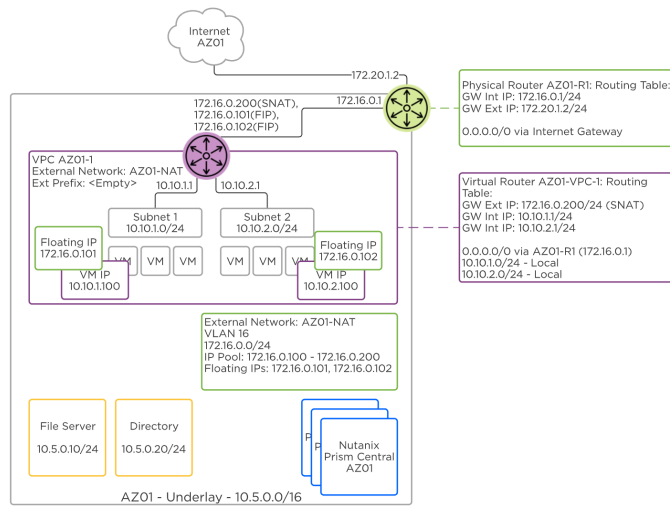 Internet
AZ01
172.20.1.2
172.16.0.200(SNAT),
172.16.0.101(FIP),
172.16.0.102(FIP)
172.16.0.1
Physical Router AZ01-R1: Routing Table:
GW Int IP: 172.16.0.1/24
GW Ext IP: 172.20.1.2/24
0.0.0.0/0 via Internet Gateway
VPC AZ01-1
External Network: AZ01-NAT
Ext Prefix: <Empty>
10.10.1.1
10.10.2.1
Virtual Router AZ01-VPC-1: Routing
Table:
GW Ext IP: 172.16.0.200/24 (SNAT)
GW Int IP: 10.10.1.1/24
GW Int IP: 10.10.2.1/24
0.0.0.0/0 via AZ01-R1 (172.16.0.1)
10.10.1.0/24 - Local
10.10.2.0/24 - Local
Subnet 1
10.10.1.0/24
Subnet 2
10.10.2.0/24
Floating IP
172.16.0.101
VM
VM
VM
VM IP
10.10.1.100
VM
VM
VM
Floating IP
172.16.0.102
VM IP
10.10.2.100
External Network: AZ01-NAT
VLAN 16
172.16.0.0/24
IP Pool: 172.16.0.100 - 172.16.0.200
Floating IPs: 172.16.0.101, 172.16.0.102
File Server
10.5.0.10/24
Directory
10.5.0.20/24
P
P
Nutanix
Prism Central
AZ01
AZ01 - Underlay - 10.5.0.0/16